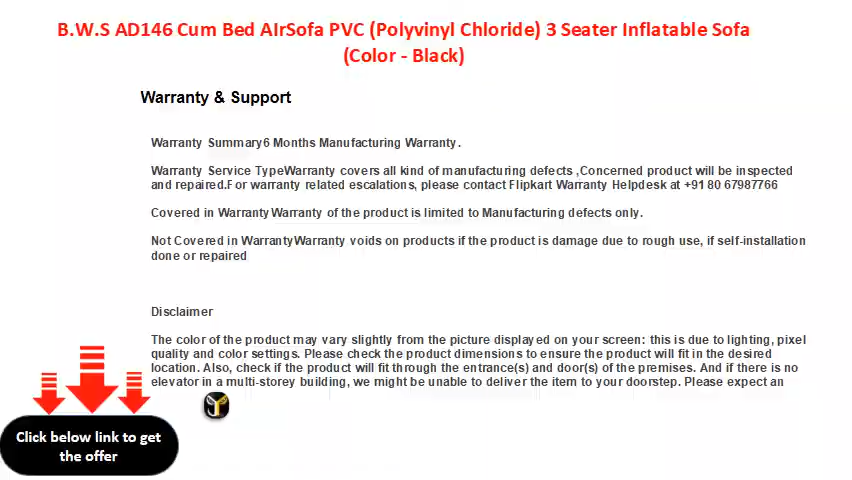 B.W.S AD146 Cum Bed AIrSofa PVC (Polyvinyl Chloride) 3 Seater Inflatable Sofa
(Color - Black)
Warranty & Support
Warranty Summary6 Months Manufacturing Warranty.
Warranty Service TypeWarranty covers all kind of manufacturing defects ,Concerned product will be inspected
and repaired.For warranty related escalations, please contact Flipkart Warranty Helpdesk at +91 80 67987766
Covered in WarrantyWarranty of the product is limited to Manufacturing defects only.
Not Covered in WarrantyWarranty voids on products if the product is damage due to rough use, if self-installation
done or repaired
Disclaimer
The color of the product may vary slightly from the picture displayed on your screen: this is due to lighting, pixel
quality and color settings. Please check the product dimensions to ensure the product will fit in the desired
location. Also, check if the product will fit through the entrance(s) and door(s) of the premises. And if there is no
elevator in a multi-storey building, we might be unable to deliver the item to your doorstep. Please expect an
Click below link to get
the offer